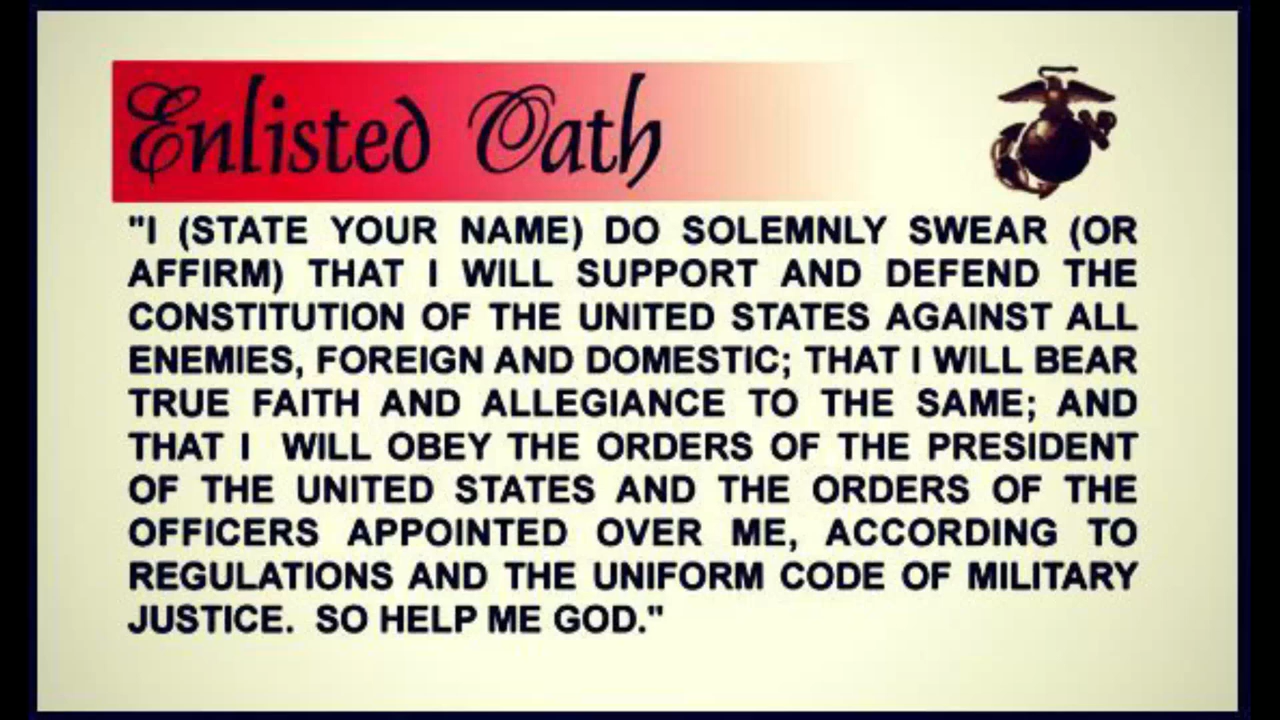 Enlisted Oath
"I (STATE YOUR NAME) DO SOLEMNLY SWEAR (OR
AFFIRM) THAT I WILL SUPPORT AND DEFEND THE
CONSTITUTION OF THE UNITED STATES AGAINST ALL
ENEMIES, FOREIGN AND DOMESTIC; THAT I WILL BEAR
TRUE FAITH AND ALLEGIANCE TO THE SAME; AND
THAT I  WILL OBEY THE ORDERS OF THE PRESIDENT
OF THE UNITED STATES AND THE ORDERS OF THE
OFFICERS APPOINTED OVER ME, ACCORDING TO
REGULATIONS AND THE UNIFORM CODE OF MILITARY
JUSTICE.  SO HELP ME GOD."